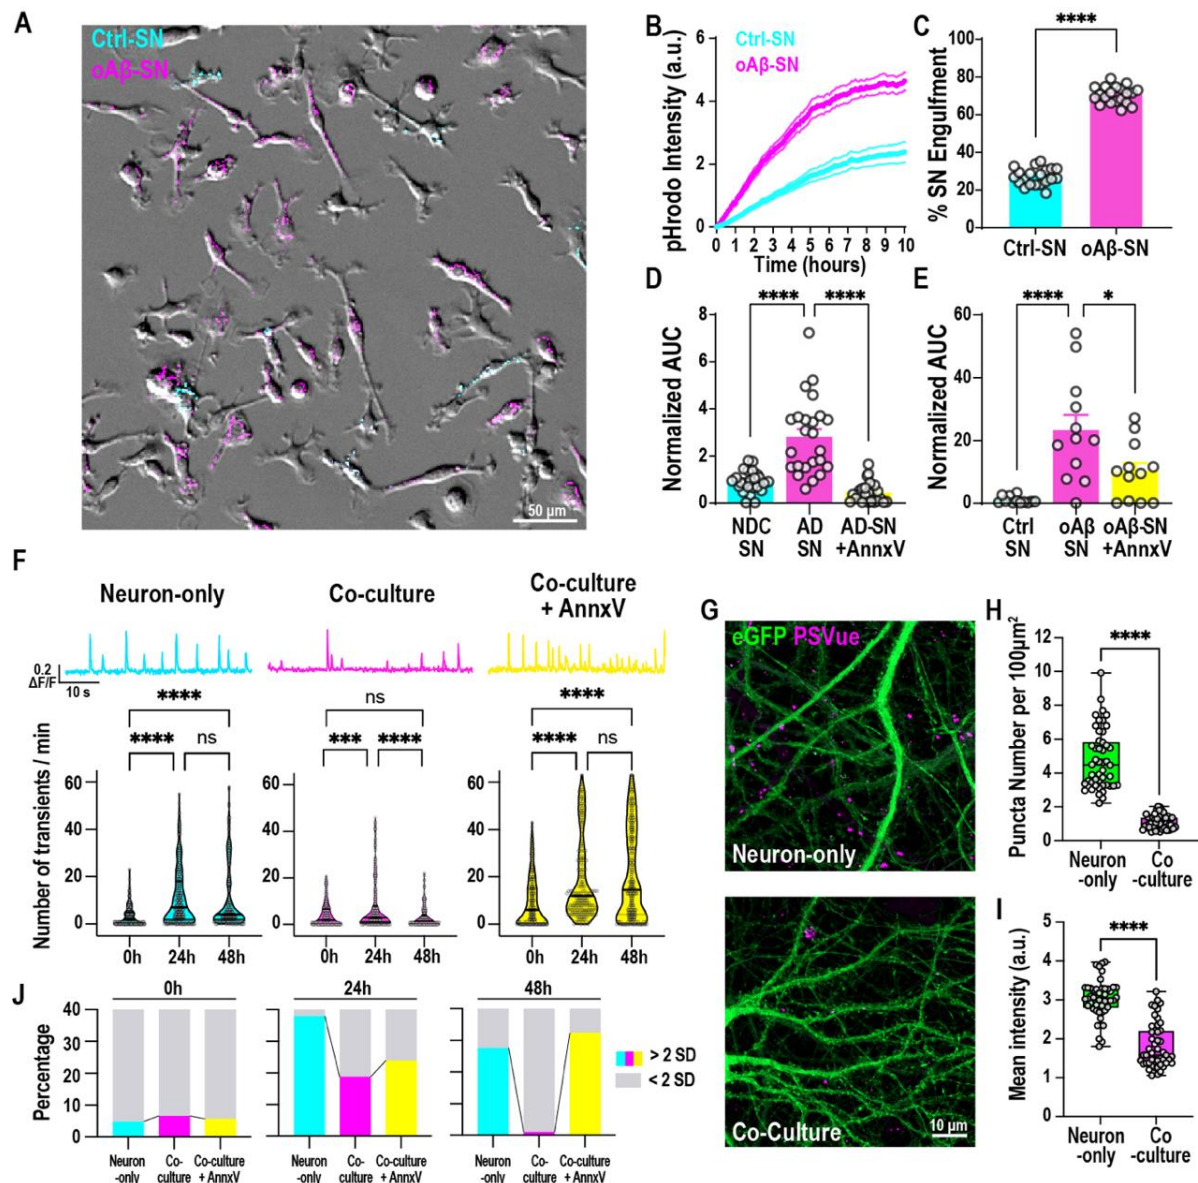 A
Ctrl-SN
oAβ-SN
50 µm
B
pHrodo Intensity (a.u.)
6
4
2
0
Ctrl-SN
oAβ-SN
0 1 2 3 4 5 6 7 8 9 10
Time (hours)
C
% SN Engulfment
100
80
60
40
20
0
****
Ctrl-SN oAβ-SN
D
Normalized AUC
8
6
4
2
0
**** ****
NDC AD AD-SN
SN SN +AnnxV
E
Normalized AUC
60
40
20
0
**** *
Ctrl oAβ oAβ-SN
SN SN +AnnxV
F
Neuron-only
Co-culture
Co-culture
+ AnnxV
0.2
ΔF/F
10 s
Number of transients / min
****
**** ns
60
40
20
0
0h 24h 48h
ns
*** ****
60
40
20
0
0h 24h 48h
****
**** ns
60
40
20
0
0h 24h 48h
G
eGFP PSVue
Neuron-only
Co-Culture
10 µm
H
Puncta Number per 100µm²
12
10
8
6
4
2
0
****
Neuron Co
-only -culture
I
Mean intensity (a.u.)
5
4
3
2
1
0
****
Neuron Co
-only -culture
J
Percentage
40
30
20
10
0
0h
Neuron Co- Co-culture
-only culture + AnnxV
24h
Neuron Co- Co-culture
-only culture + AnnxV
48h
Neuron Co- Co-culture
-only culture + AnnxV
> 2 SD
< 2 SD